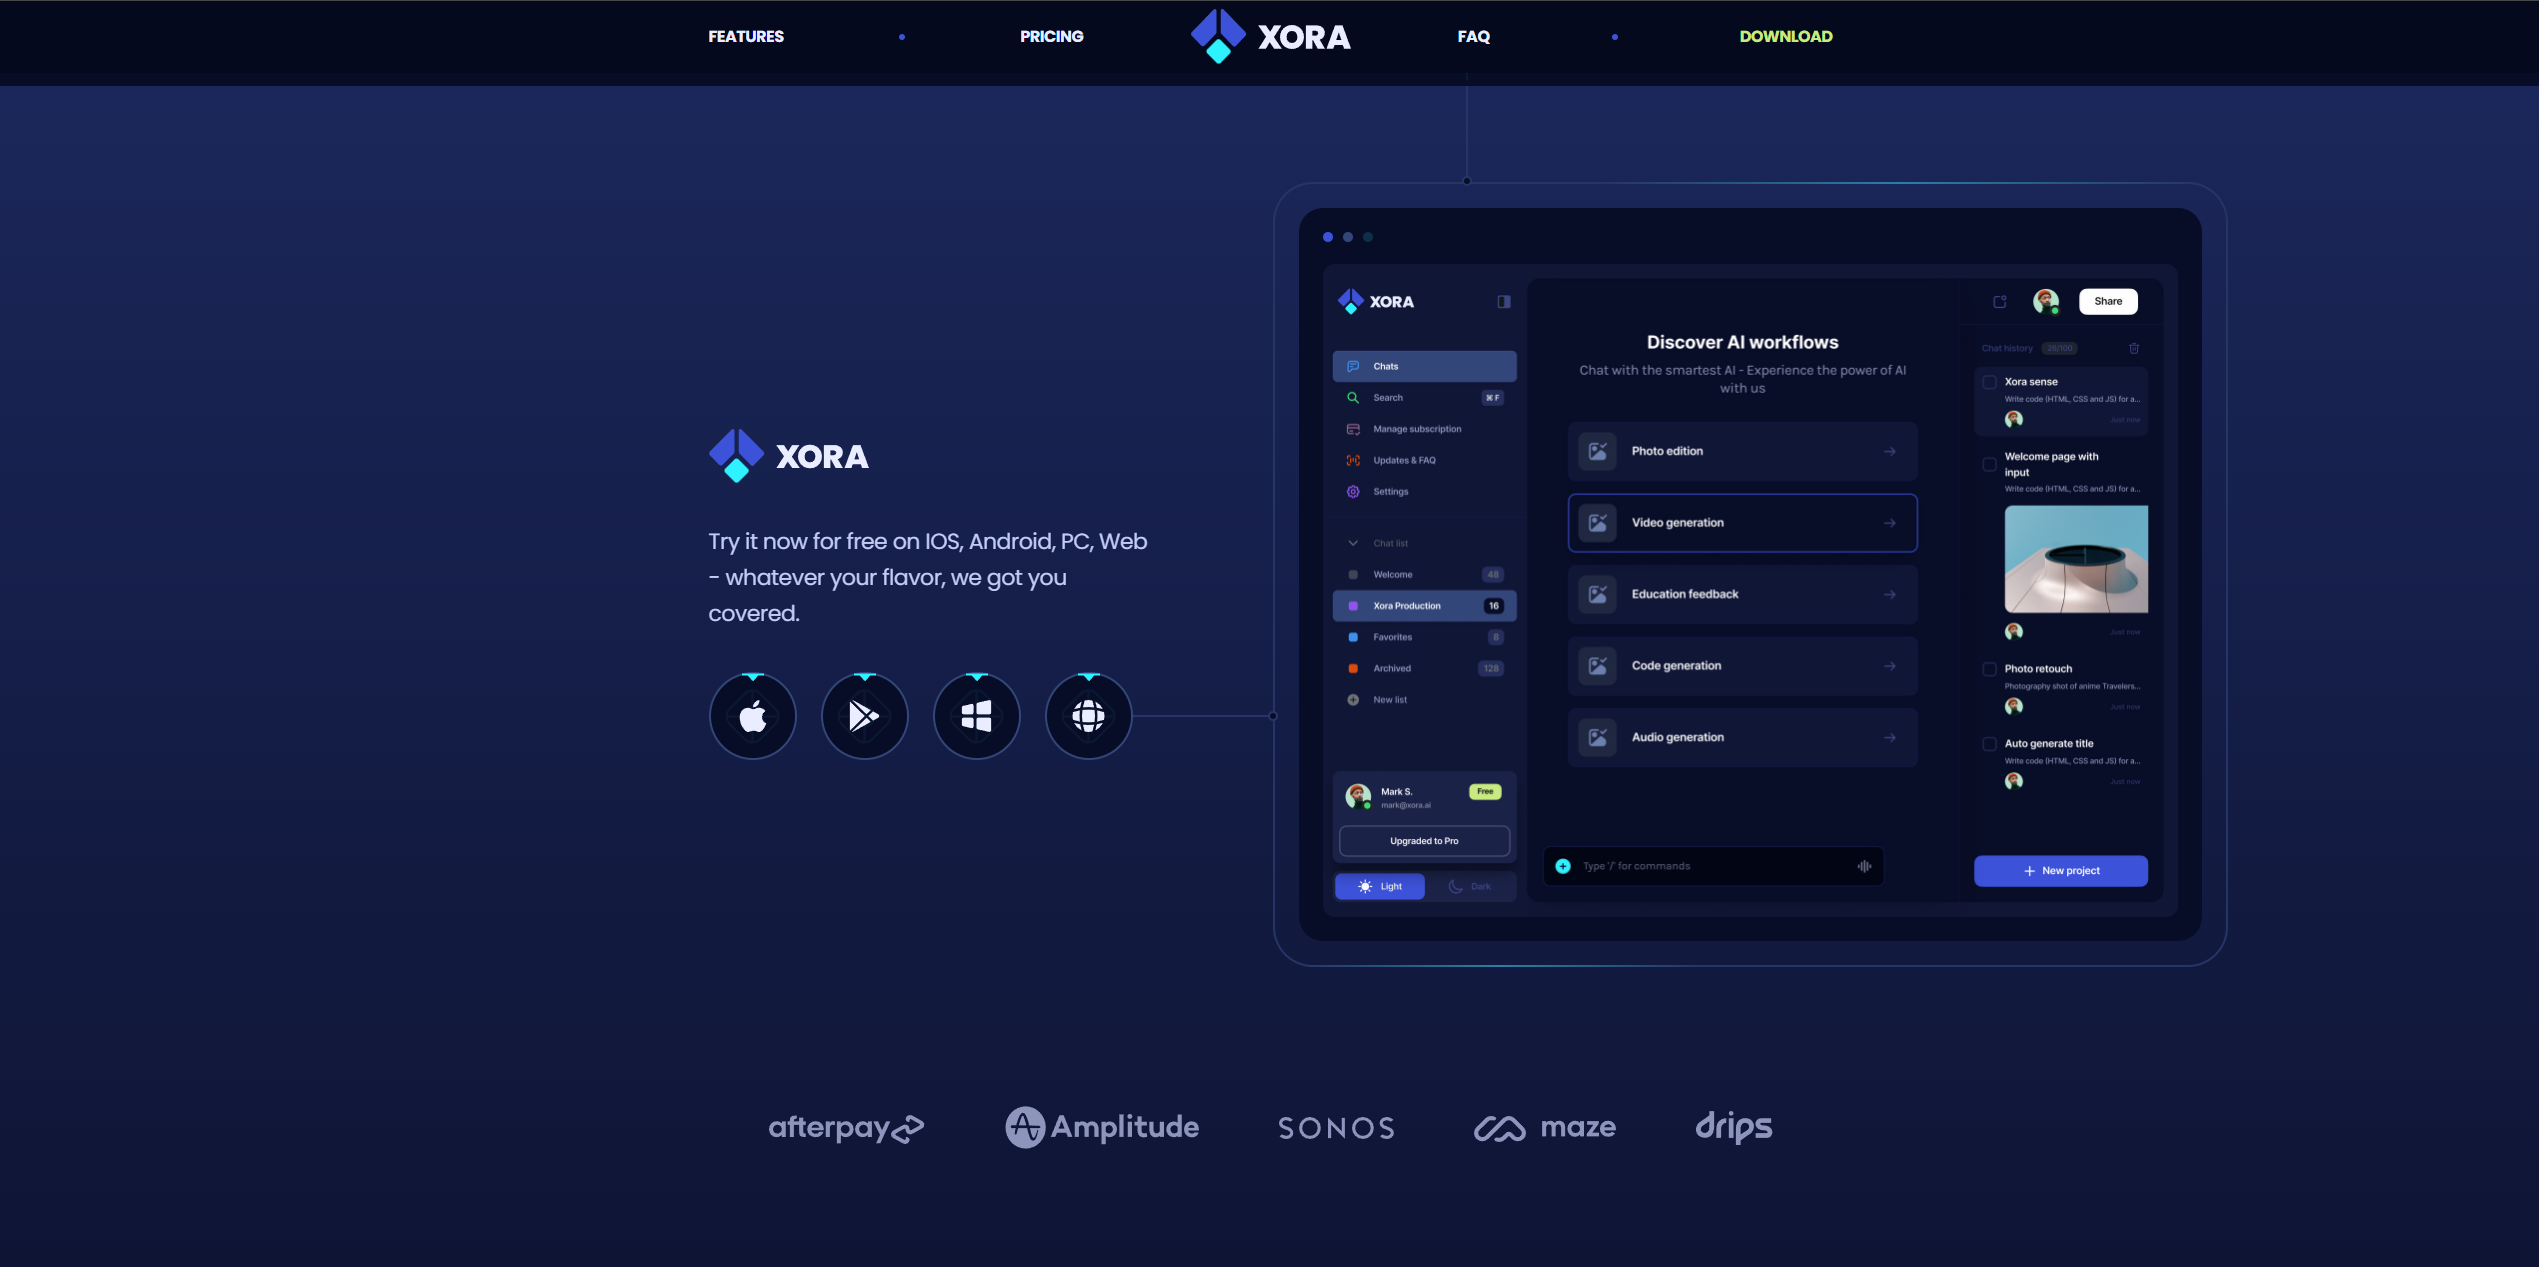 FEATURES
PRICING
XORA
FAQ
DOWNLOAD
XORA
Try it now for free on IOS, Android, PC, Web
- whatever your flavor, we got you
covered.
XORA
Chats
Search
⌘ F
Manage subscription
Updates & FAQ
Settings
Chat list
Welcome
48
Xora Production
16
Favorites
8
Archived
128
New list
Mark S.
Free
mark@xora.ai
Upgraded to Pro
Light
Dark
Discover AI workflows
Chat with the smartest AI - Experience the power of AI
with us
Photo edition
Video generation
Education feedback
Code generation
Audio generation
Type '/' for commands
Share
Chat history
26/100
Xora sense
Write code (HTML, CSS and JS) for a...
Just now
Welcome page with
input
Write code (HTML, CSS and JS) for a...
Just now
Photo retouch
Photography shot of anime Travelers...
Just now
Auto generate title
Write code (HTML, CSS and JS) for a...
Just now
New project
afterpay
Amplitude
SONOS
maze
drips